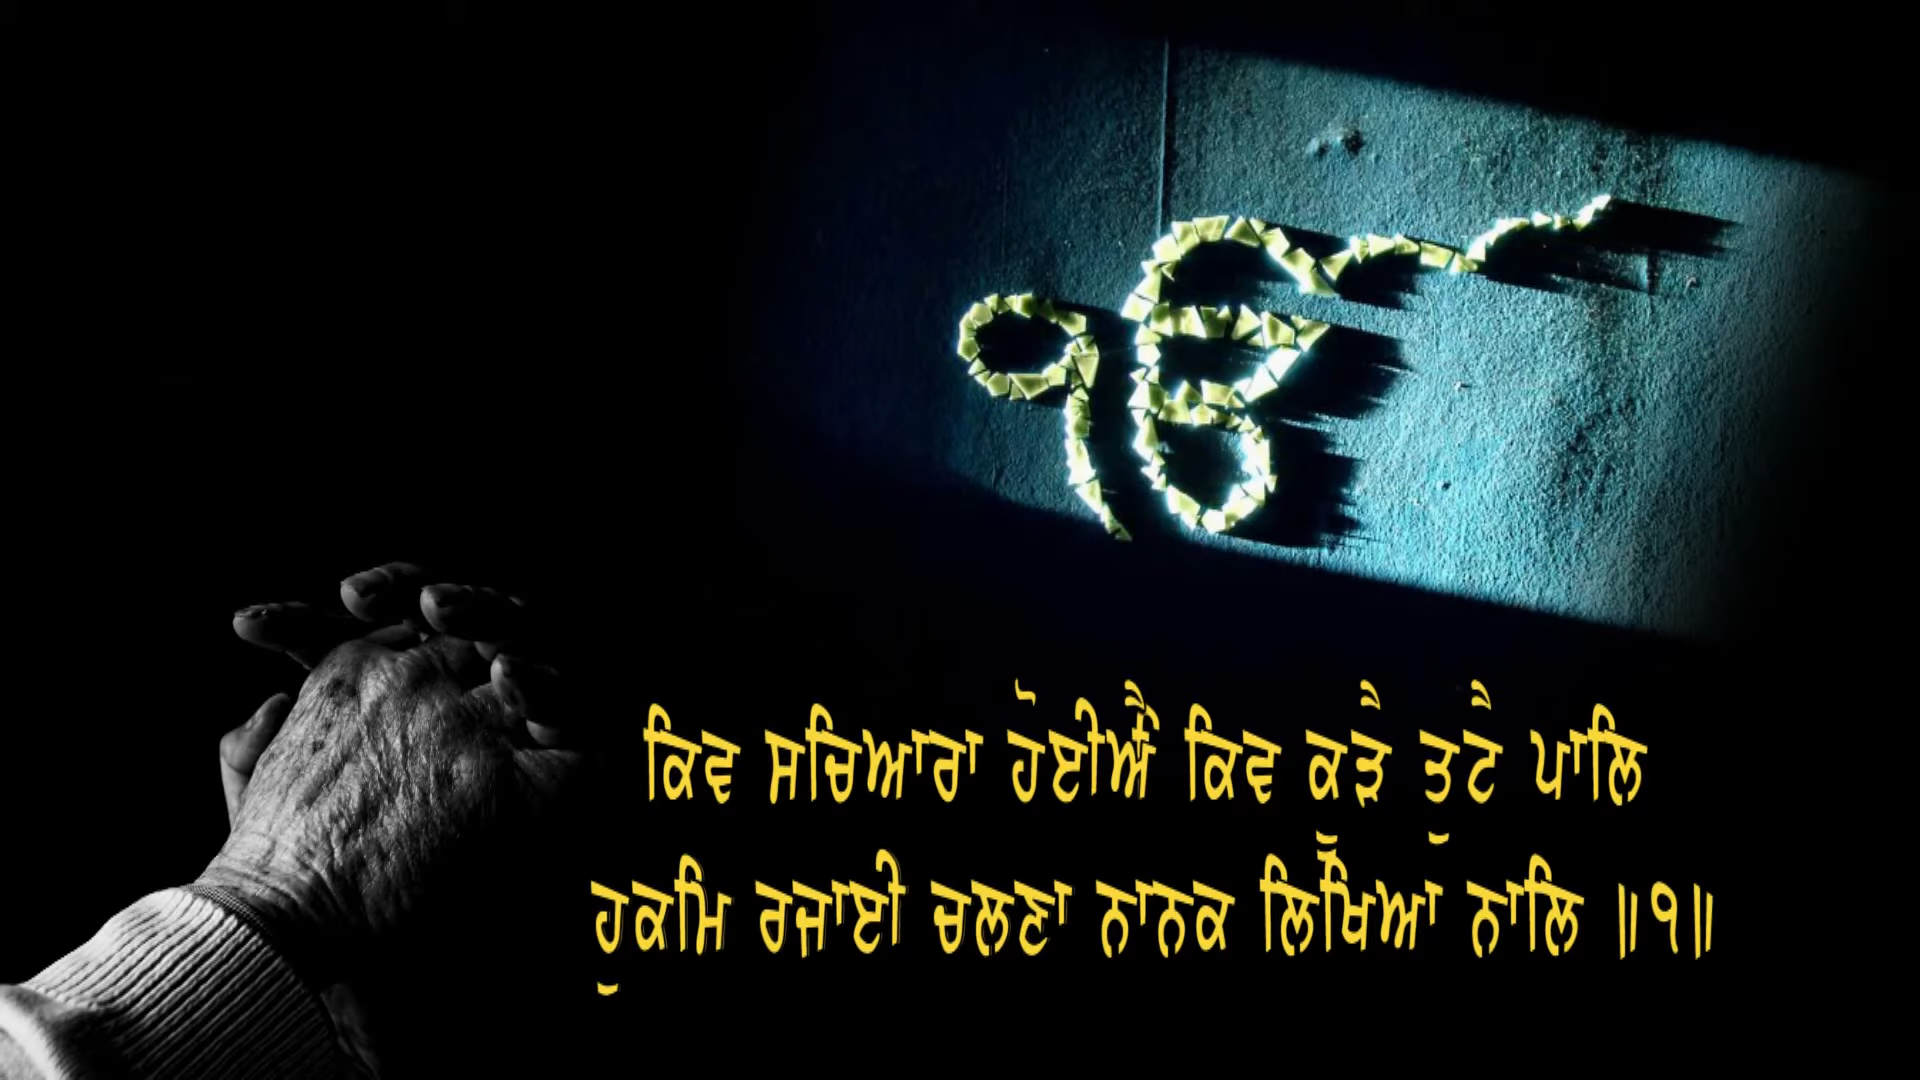 ੴ
ਕਿਵ ਸਚਿਆਰਾ ਹੋਈਐ ਕਿਵ ਕੂੜੈ ਤੁਟੈ ਪਾਲਿ
ਹੁਕਮਿ ਰਜਾਈ ਚਲਣਾ ਨਾਨਕ ਲਿਖਿਆ ਨਾਲਿ ॥੧॥